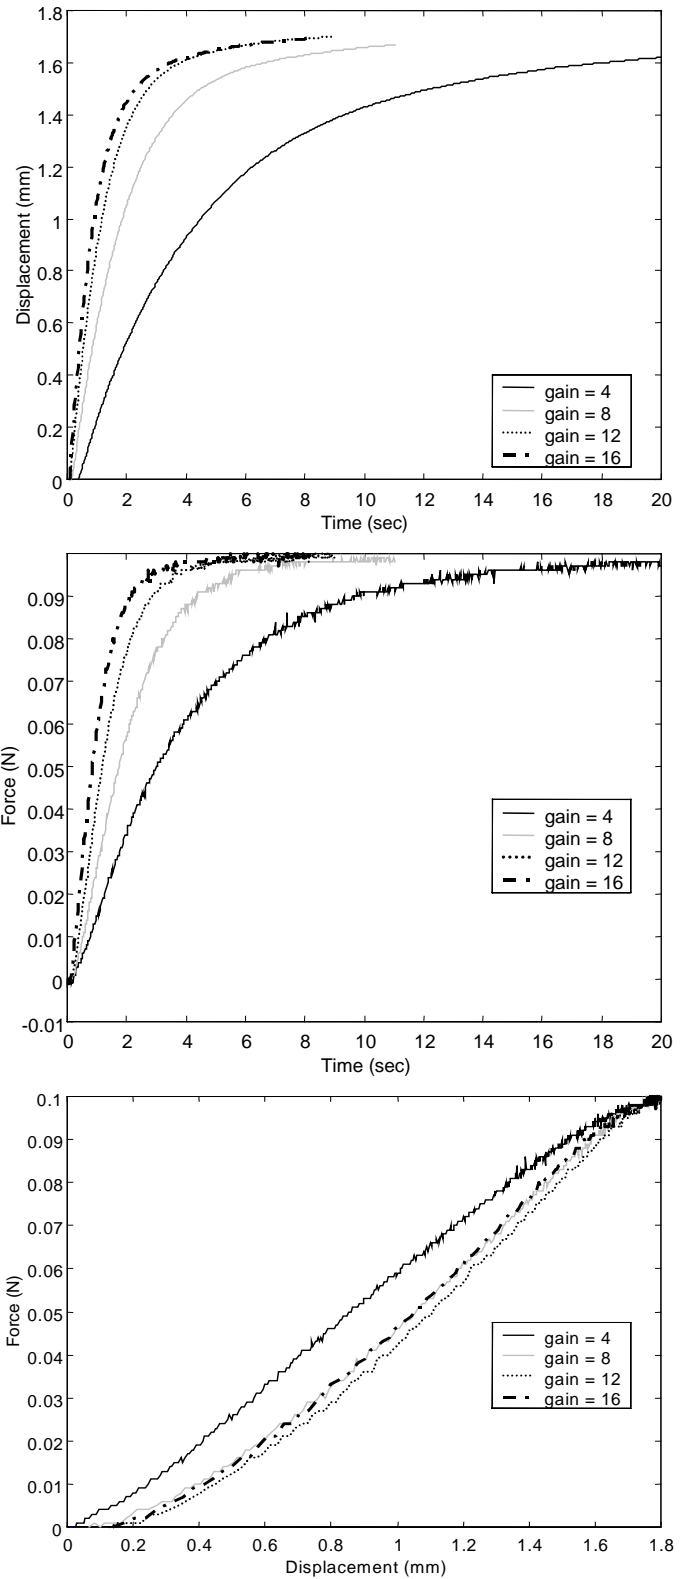 1.8
1.6
1.4
1.2
1
0.8
0.6
0.4
0.2
0
Displacement (mm)
gain = 4
gain = 8
gain = 12
gain = 16
0 2 4 6 8 10 12 14 16 18 20
Time (sec)
0.09
0.08
0.07
0.06
0.05
0.04
0.03
0.02
0.01
0
-0.01
Force (N)
gain = 4
gain = 8
gain = 12
gain = 16
0 2 4 6 8 10 12 14 16 18 20
Time (sec)
0.1
0.09
0.08
0.07
0.06
0.05
0.04
0.03
0.02
0.01
0
Force (N)
gain = 4
gain = 8
gain = 12
gain = 16
0 0.2 0.4 0.6 0.8 1 1.2 1.4 1.6 1.8
Displacement (mm)